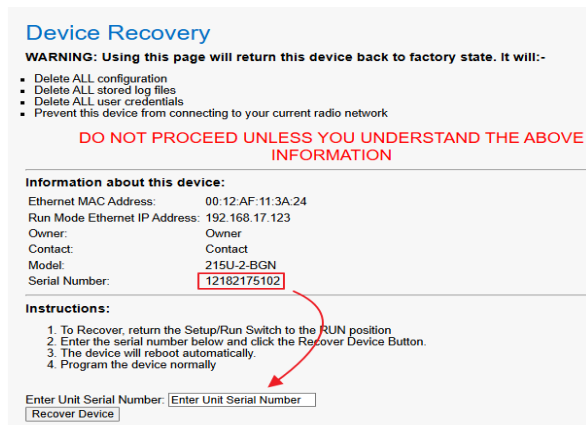 Device Recovery
WARNING: Using this page will return this device back to factory state. It will:-
Delete ALL configuration
Delete ALL stored log files
Delete ALL user credentials
Prevent this device from connecting to your current radio network
DO NOT PROCEED UNLESS YOU UNDERSTAND THE ABOVE
INFORMATION
Information about this device:
Ethernet MAC Address: 00:12:AF:11:3A:24
Run Mode Ethernet IP Address: 192.168.17.123
Owner: Owner
Contact: Contact
Model: 215U-2-BGN
Serial Number: 12182175102
Instructions:
1. To Recover, return the Setup/Run Switch to the RUN position
2. Enter the serial number below and click the Recover Device Button.
3. The device will reboot automatically.
4. Program the device normally
Enter Unit Serial Number: Enter Unit Serial Number
Recover Device